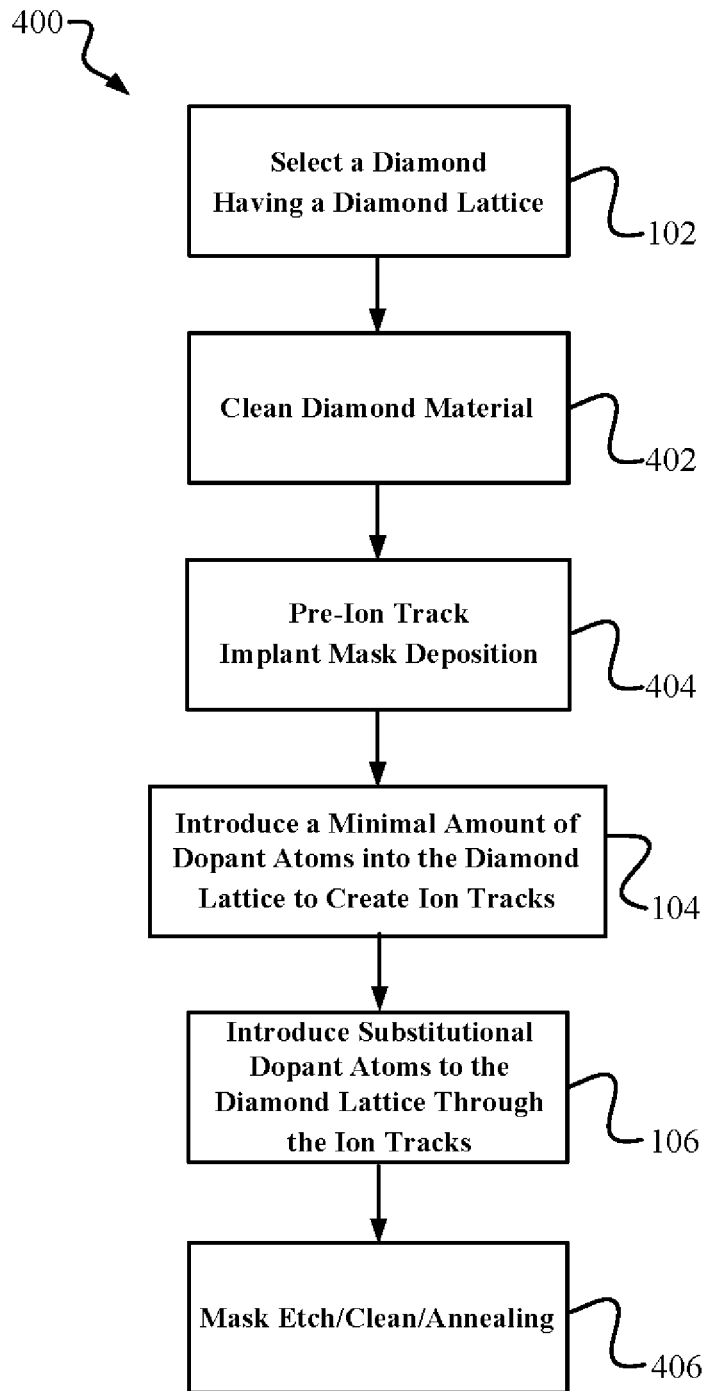 400
Select a Diamond
Having a Diamond Lattice
102
Clean Diamond Material
402
Pre-Ion Track
Implant Mask Deposition
404
Introduce a Minimal Amount of
Dopant Atoms into the Diamond
Lattice to Create Ion Tracks
104
Introduce Substitutional
Dopant Atoms to the
Diamond Lattice Through
the Ion Tracks
106
Mask Etch/Clean/Annealing
406